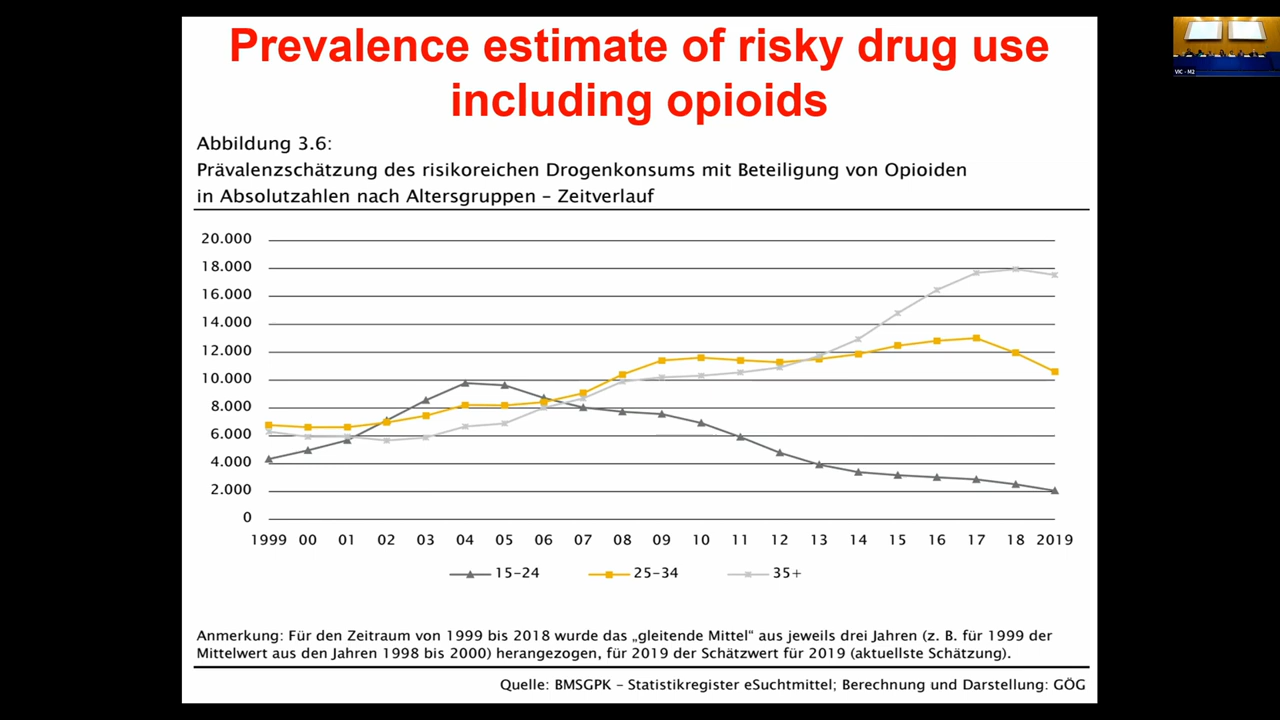 Prevalence estimate of risky drug use
including opioids
VIC - M2
Abbildung 3.6:
Prävalenzschätzung des risikoreichen Drogenkonsums mit Beteiligung von Opioiden
in Absolutzahlen nach Altersgruppen – Zeitverlauf
20.000
18.000
16.000
14.000
12.000
10.000
8.000
6.000
4.000
2.000
0
1999 00 01 02 03 04 05 06 07 08 09 10 11 12 13 14 15 16 17 18 2019
15–24 25–34 35+
Anmerkung: Für den Zeitraum von 1999 bis 2018 wurde das „gleitende Mittel“ aus jeweils drei Jahren (z. B. für 1999 der
Mittelwert aus den Jahren 1998 bis 2000) herangezogen, für 2019 der Schätzwert für 2019 (aktuellste Schätzung).
Quelle: BMSGPK – Statistikregister eSuchtmittel; Berechnung und Darstellung: GÖG